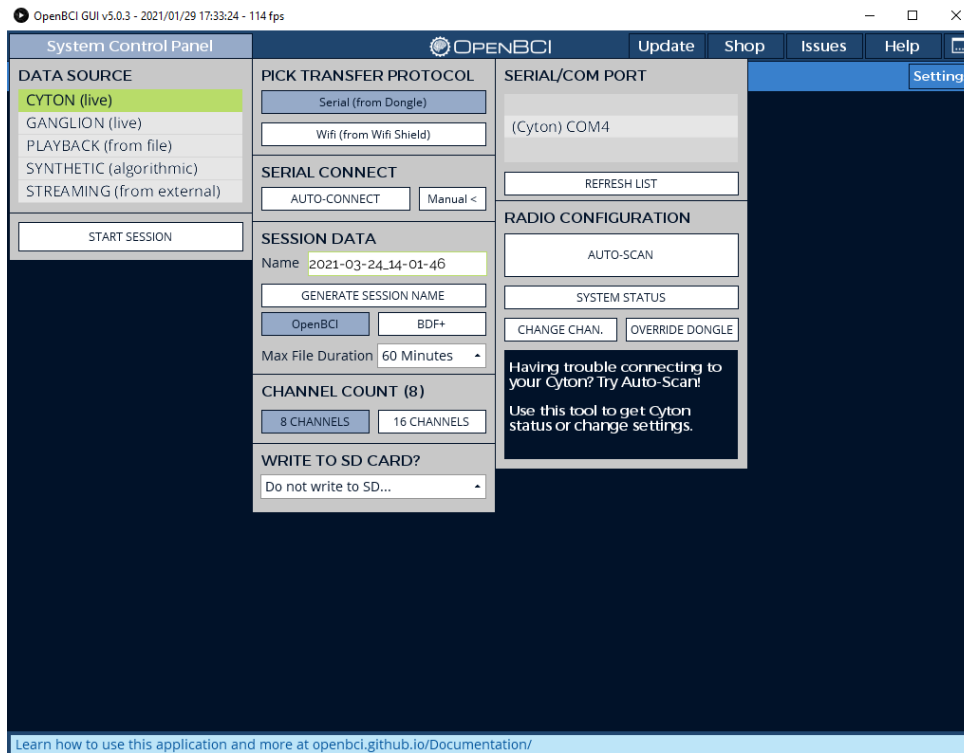 OpenBCI GUI v5.0.3 - 2021/01/29 17:33:24 - 114 fps
System Control Panel
OPENBCI
Update
Shop
Issues
Help
DATA SOURCE
CYTON (live)
GANGLION (live)
PLAYBACK (from file)
SYNTHETIC (algorithmic)
STREAMING (from external)
START SESSION
PICK TRANSFER PROTOCOL
Serial (from Dongle)
Wifi (from Wifi Shield)
SERIAL CONNECT
AUTO-CONNECT
Manual <
SESSION DATA
Name 2021-03-24_14-01-46
GENERATE SESSION NAME
OpenBCI
BDF+
Max File Duration 60 Minutes
CHANNEL COUNT (8)
8 CHANNELS
16 CHANNELS
WRITE TO SD CARD?
Do not write to SD...
SERIAL/COM PORT
(Cyton) COM4
REFRESH LIST
RADIO CONFIGURATION
AUTO-SCAN
SYSTEM STATUS
CHANGE CHAN.
OVERRIDE DONGLE
Having trouble connecting to
your Cyton? Try Auto-Scan!
Use this tool to get Cyton
status or change settings.
Setting
Learn how to use this application and more at openbci.github.io/Documentation/